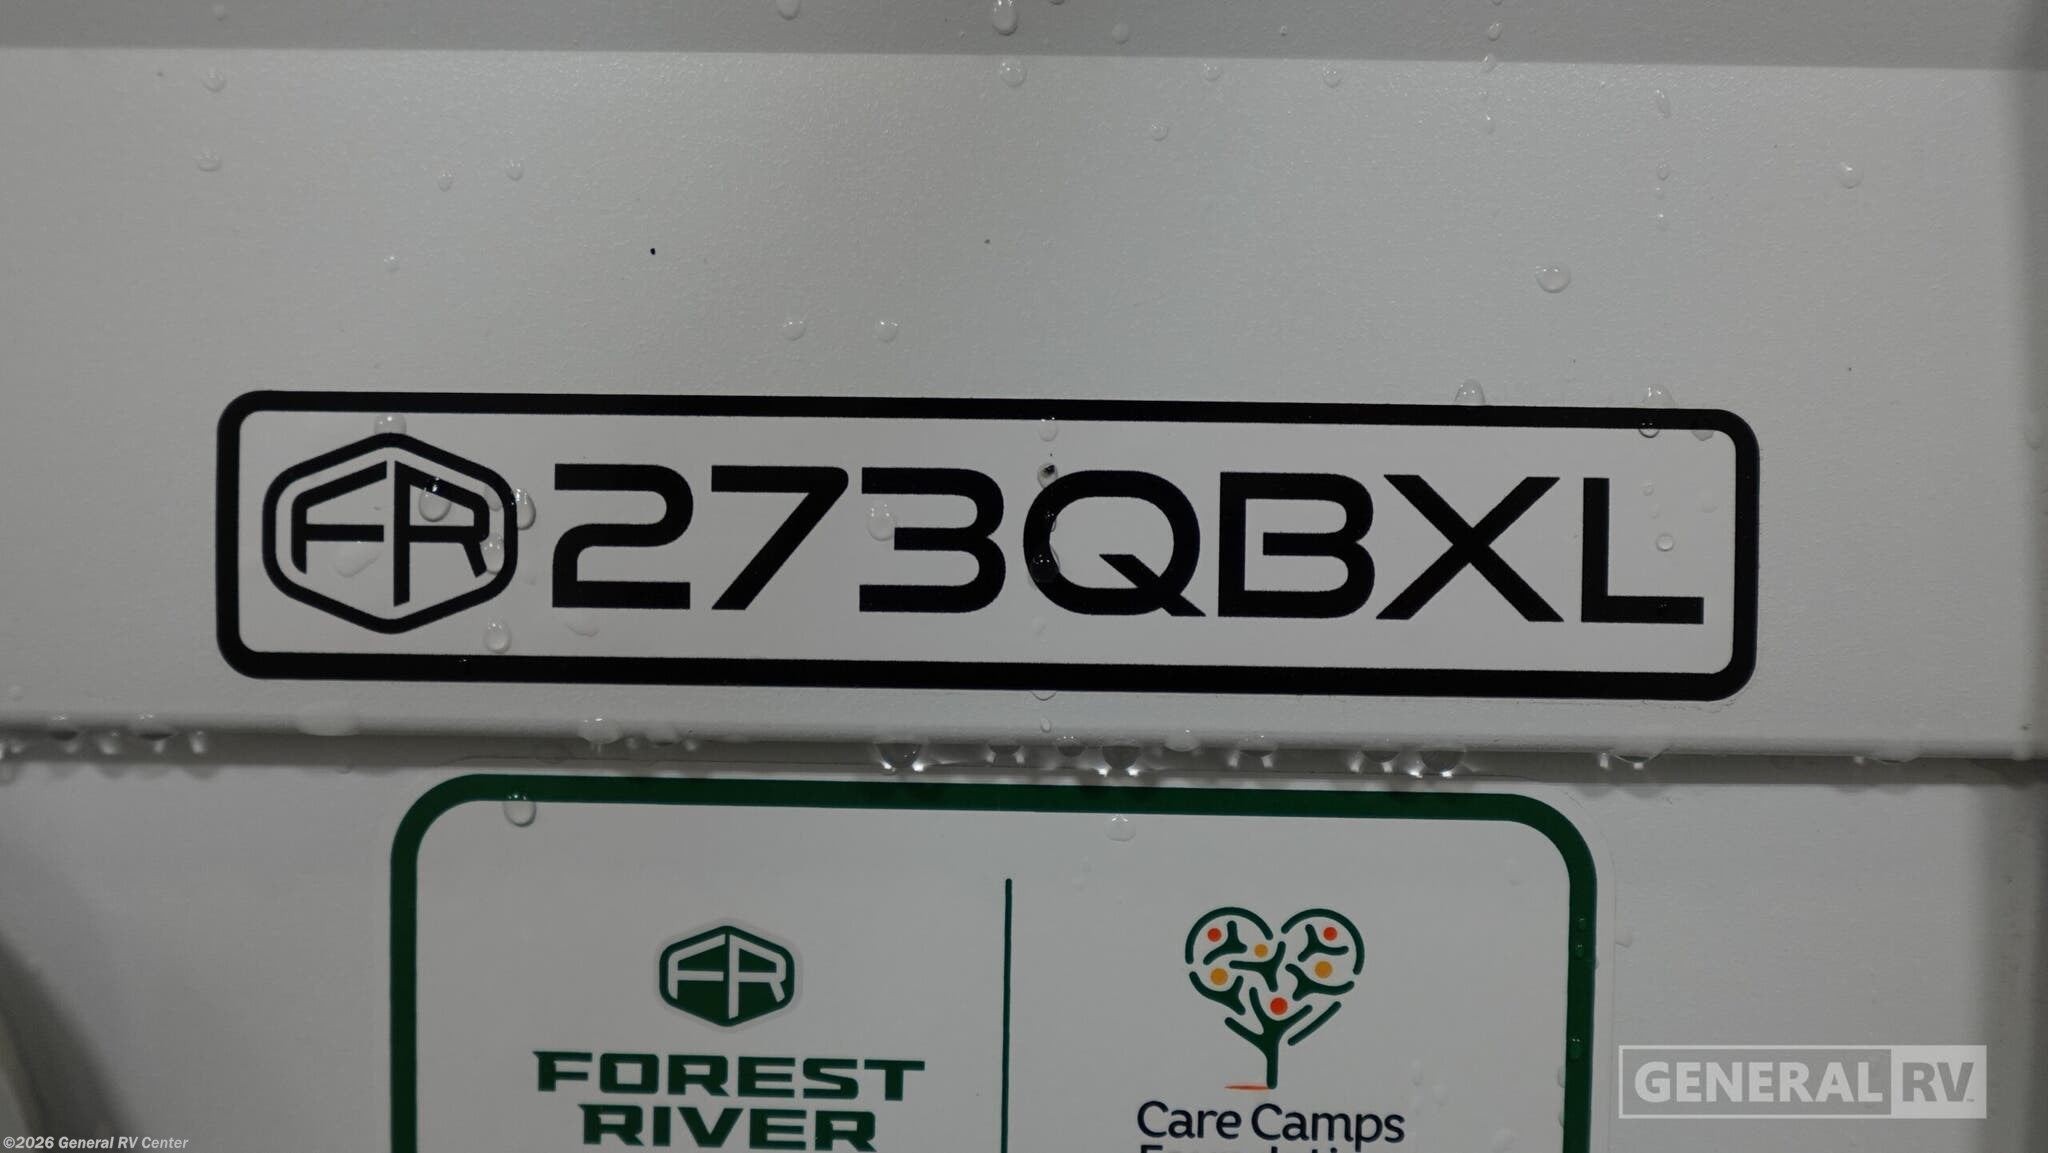 FR 273QBXL
FR
FOREST
RIVER
Care Camps
GENERAL RV
©2026 General RV Center